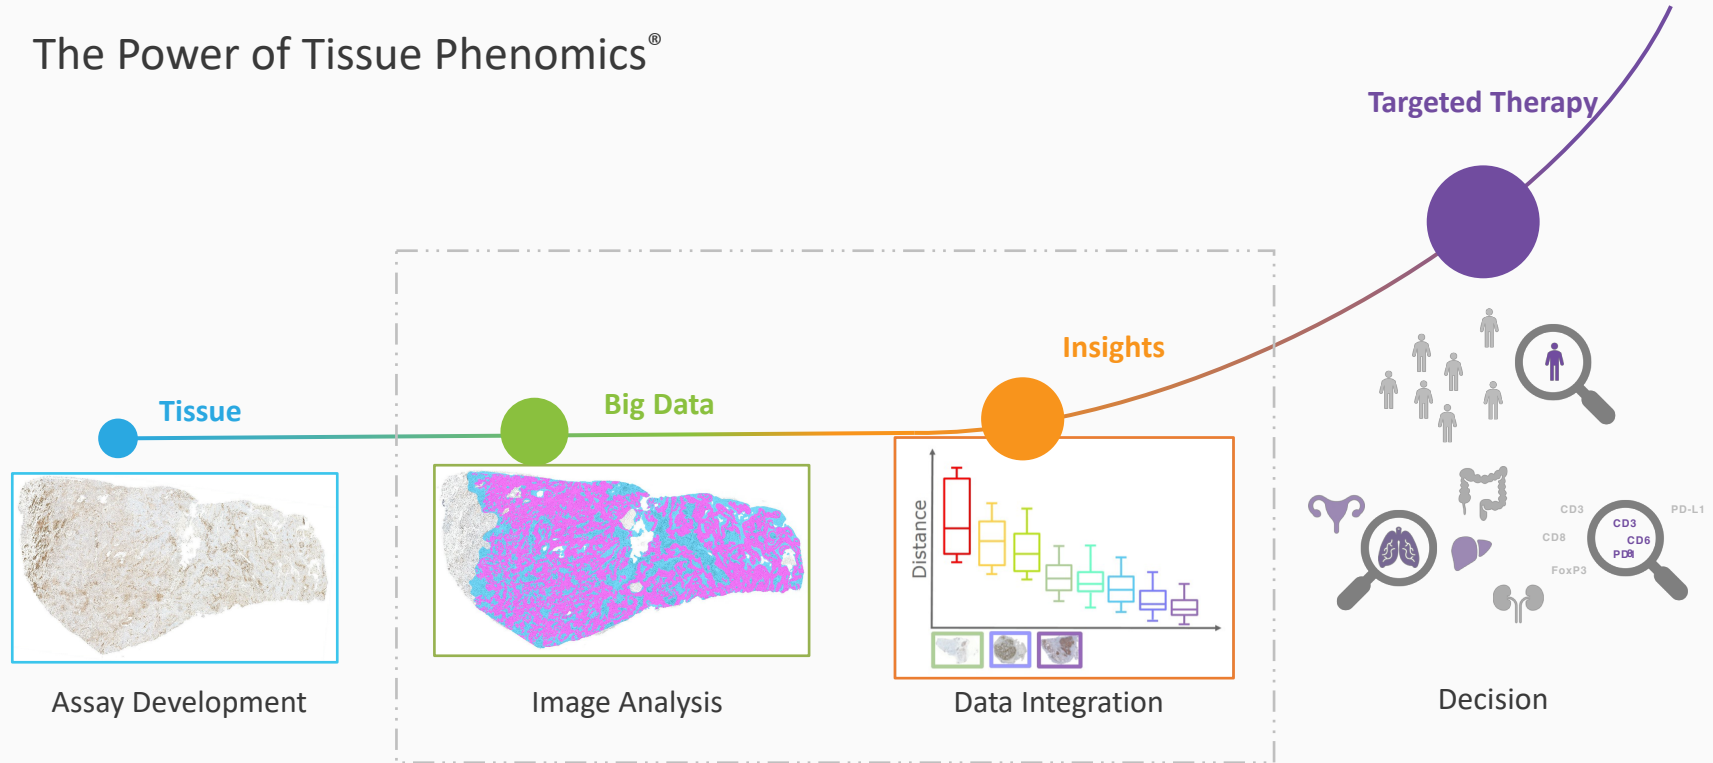 The Power of Tissue Phenomics®
Targeted Therapy
Insights
Big Data
Tissue
Distance
CD3
PD-L1
CD3
CD8
CD6
PD1
FoxP3
Assay Development
Image Analysis
Data Integration
Decision